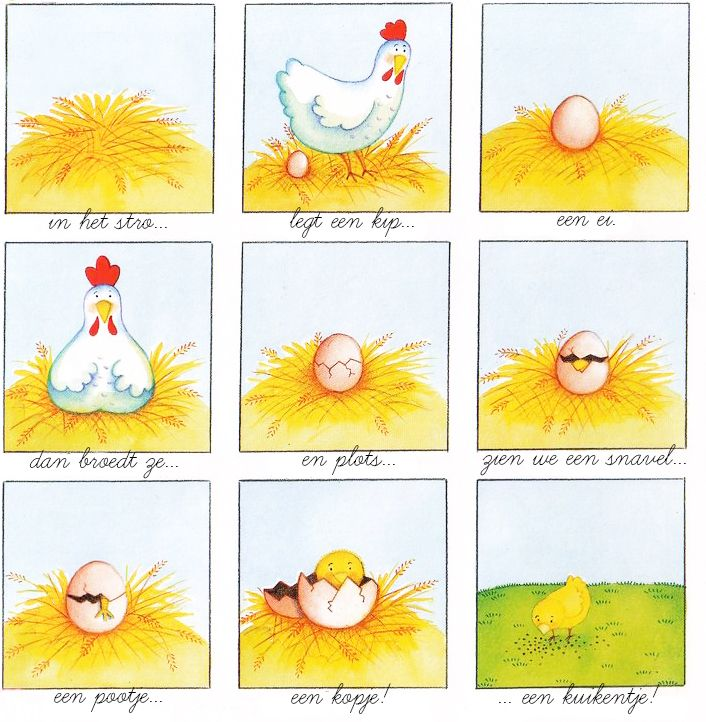 in het stro...
legt een kip...
een ei.
dan broedt ze...
en plots...
zien we een snavel...
een pootje...
een kopje!
... een kuikentje!